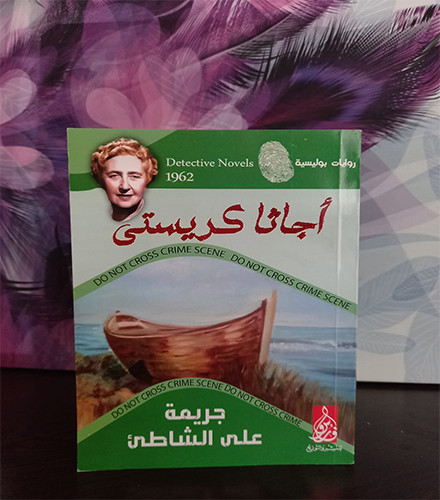 Detective Novels
1962
روايات بوليسية
أجاثا كريستي
DO NOT CROSS CRIME SCENE DO NOT CROSS CRIME SCENE
DO NOT CROSS CRIME SCENE DO NOT CROSS CRIME
جريمة
على الشاطئ